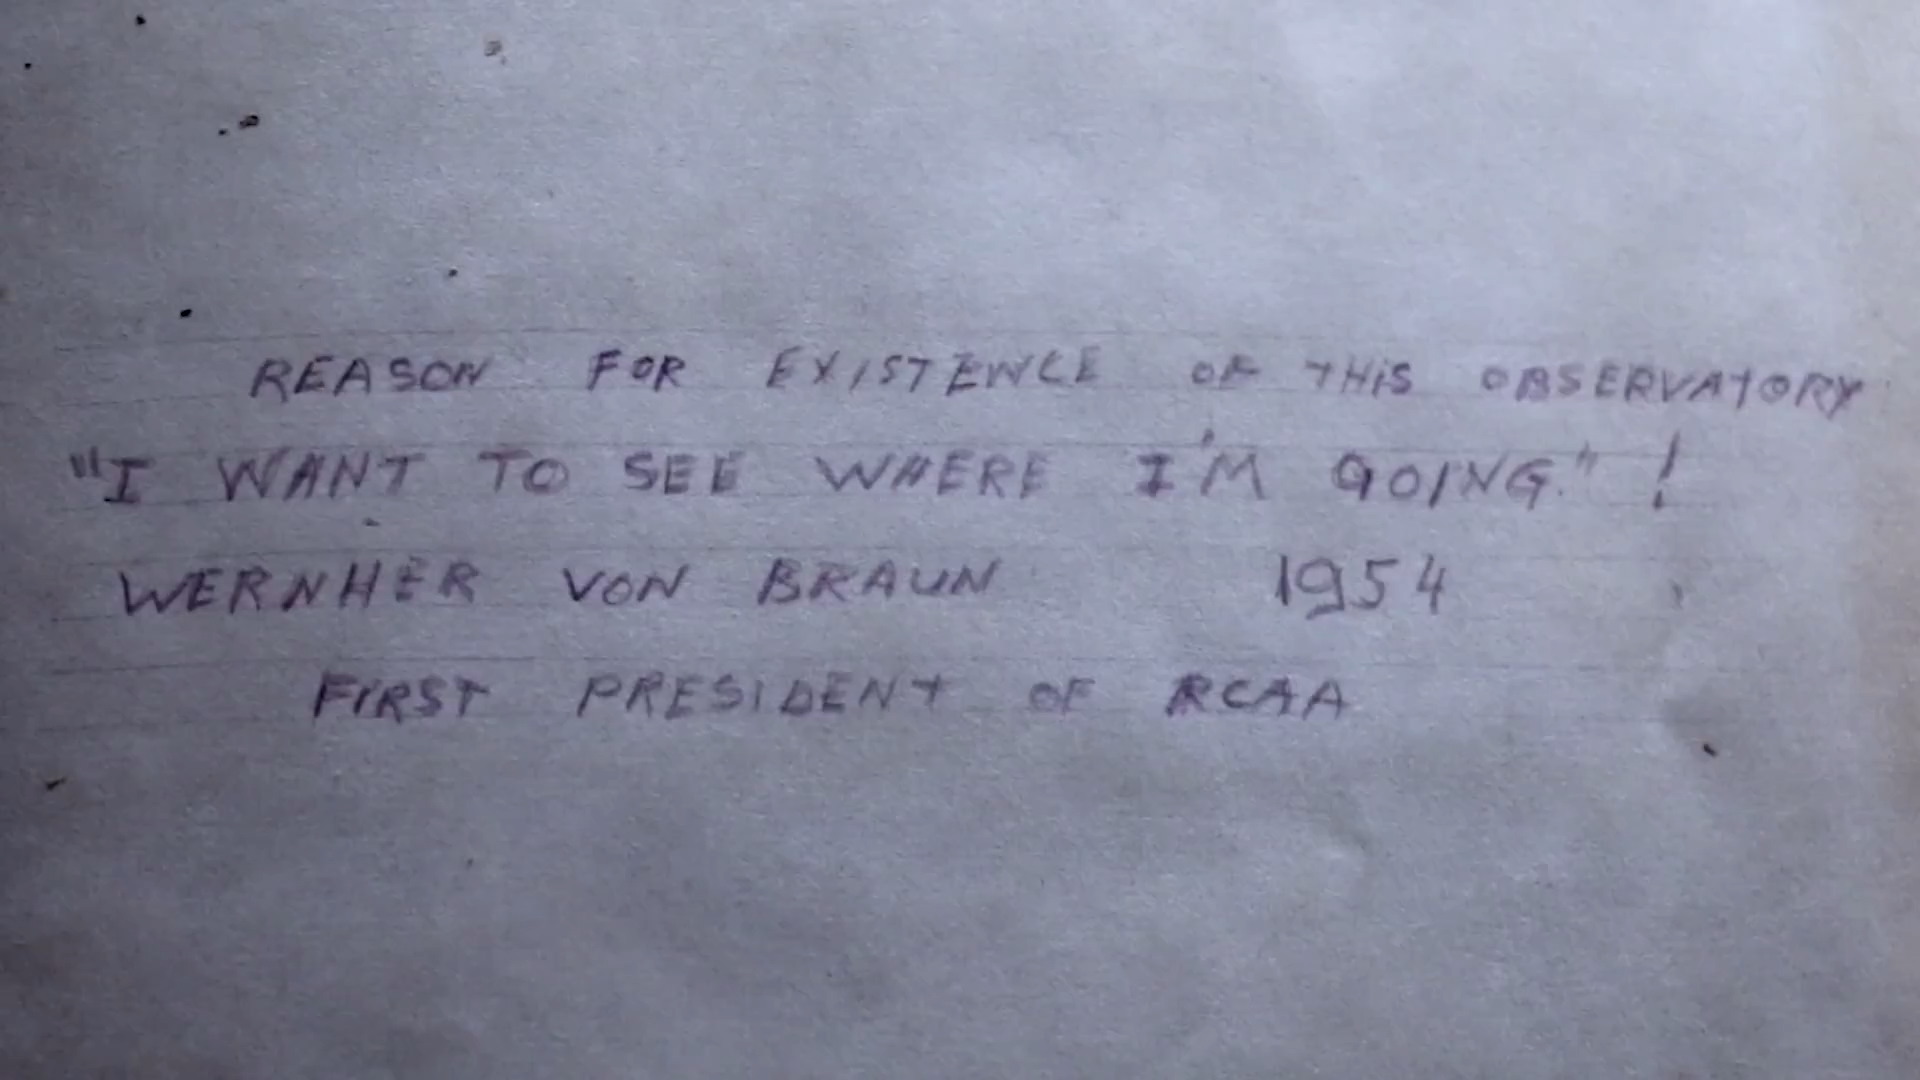 REASON FOR EXISTENCE OF THIS OBSERVATORY
"I WANT TO SEE WHERE I'M GOING." !
WERNHER VON BRAUN 1954
FIRST PRESIDENT OF RCAA